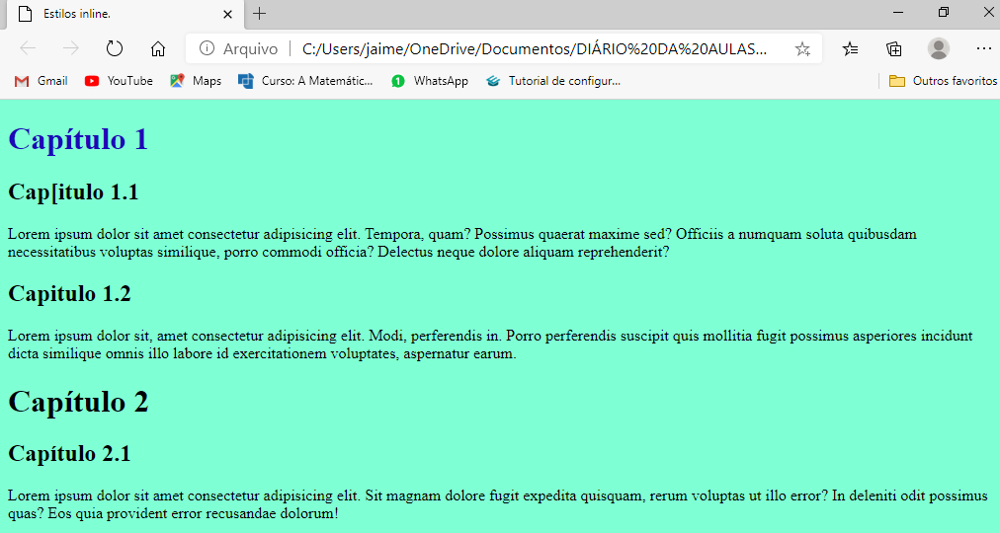 Estilos inline.
Arquivo C:/Users/jaime/OneDrive/Documentos/DIÁRIO%20DA%20AULAS...
Gmail YouTube Maps Curso: A Matemátic... WhatsApp Tutorial de configur... Outros favoritos
Capítulo 1
Cap[itulo 1.1
Lorem ipsum dolor sit amet consectetur adipisicing elit. Tempora, quam? Possimus quaerat maxime sed? Officiis a numquam soluta quibusdam
necessitatibus voluptas similique, porro commodi officia? Delectus neque dolore aliquam reprehenderit?
Capitulo 1.2
Lorem ipsum dolor sit, amet consectetur adipisicing elit. Modi, perferendis in. Porro perferendis suscipit quis mollitia fugit possimus asperiores incidunt
dicta similique omnis illo labore id exercitationem voluptates, aspernatur earum.
Capítulo 2
Capítulo 2.1
Lorem ipsum dolor sit amet consectetur adipisicing elit. Sit magnam dolore fugit expedita quisquam, rerum voluptas ut illo error? In deleniti odit possimus
quas? Eos quia provident error recusandae dolorum!